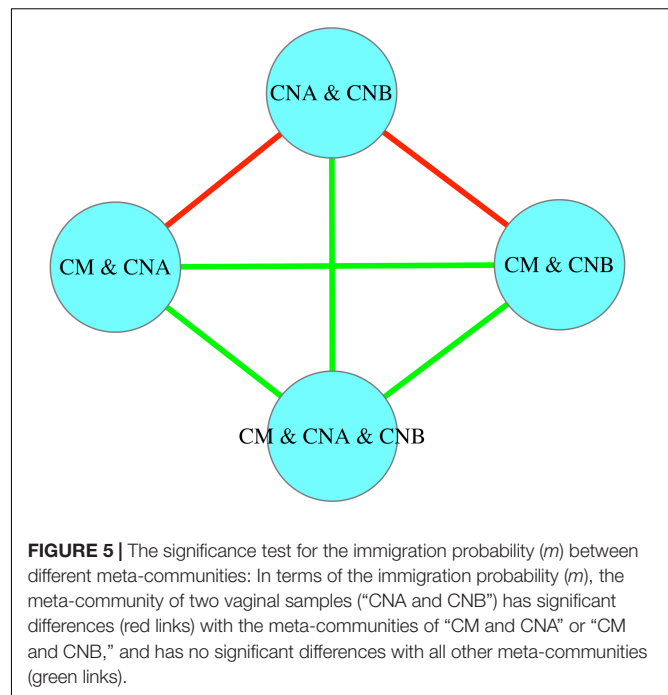 CNA & CNB
CM & CNA
CM & CNB
CM & CNA & CNB
FIGURE 5 | The significance test for the immigration probability (m) between
different meta-communities: In terms of the immigration probability (m), the
meta-community of two vaginal samples (“CNA and CNB”) has significant
differences (red links) with the meta-communities of “CM and CNA” or “CM
and CNB,” and has no significant differences with all other meta-communities
(green links).